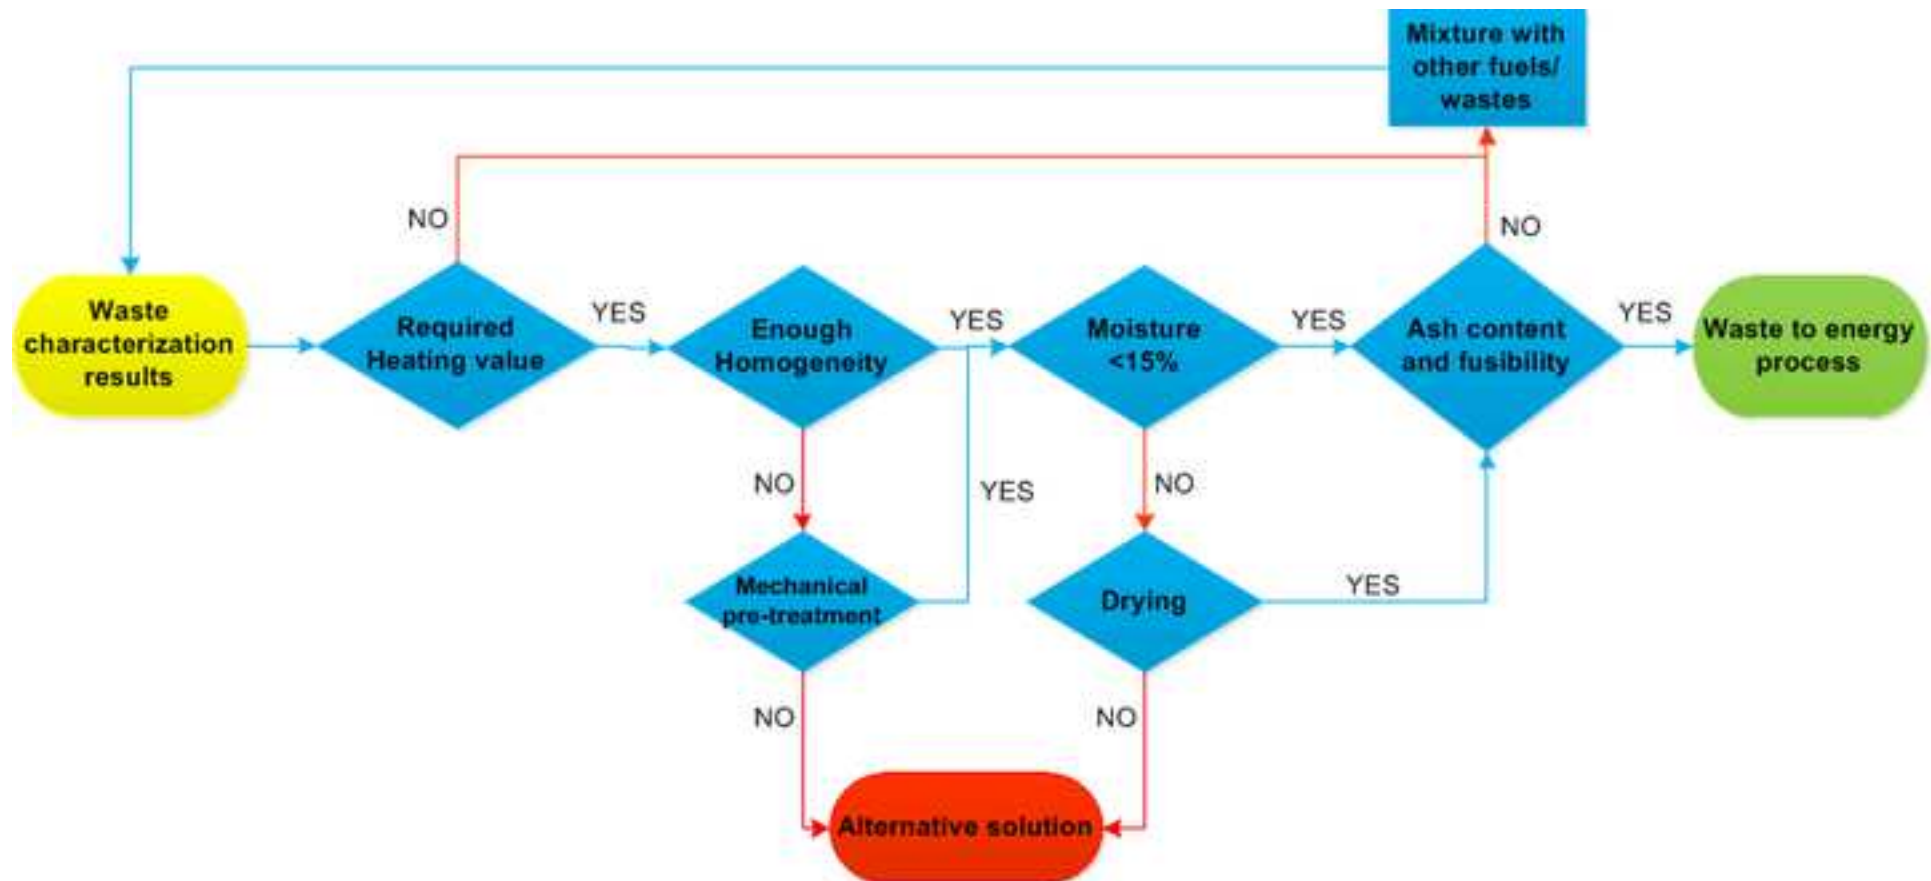 Mixture with
other fuels/
wastes
NO
NO
Waste
characterization
results
Required
Heating value
YES
Enough
Homogeneity
YES
Moisture
<15%
YES
Ash content
and fusibility
YES
Waste to energy
process
NO
YES
NO
Mechanical
pre-treatment
Drying
YES
NO
NO
Alternative solution